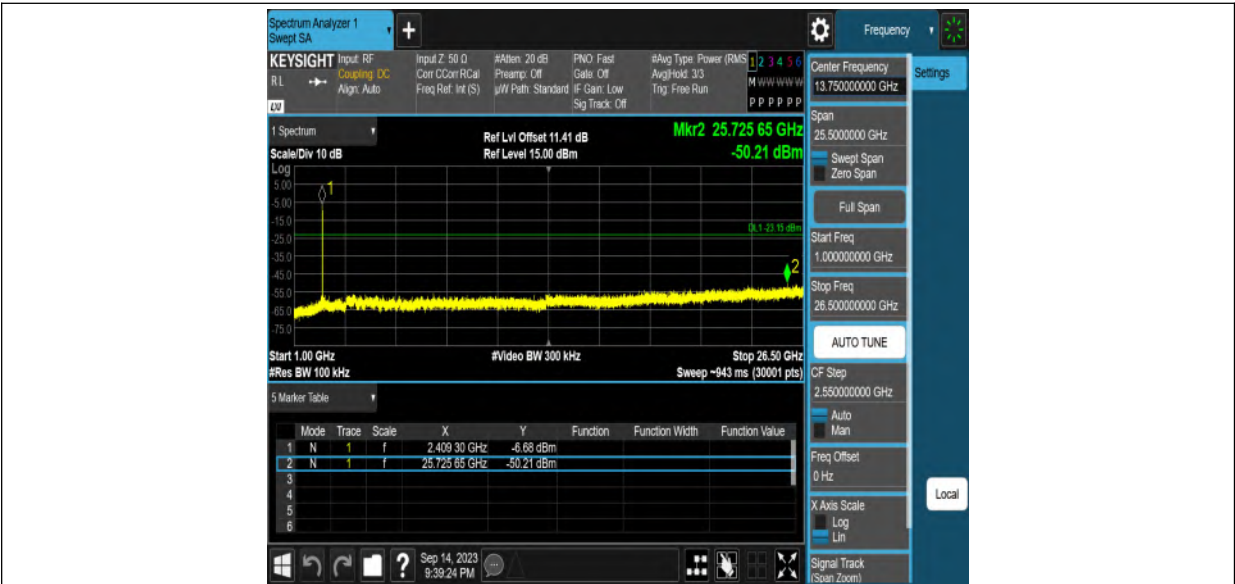 Spectrum Analyzer 1
Swept SA
+
Frequency
KEYSIGHT
R L
LXI
Input: RF
Coupling: DC
Align: Auto
Input Z: 50 Ω
Corr CCorr RCal
Freq Ref: Int (S)
#Atten: 20 dB
Preamp: Off
µW Path: Standard
PNO: Fast
Gate: Off
IF Gain: Low
Sig Track: Off
#Avg Type: Power (RMS
Avg|Hold: 3/3
Trig: Free Run
1 2 3 4 5 6
M W W W W W
P P P P P P
1 Spectrum
Scale/Div 10 dB
Ref Lvl Offset 11.41 dB
Ref Level 15.00 dBm
Mkr2 25.725 65 GHz
-50.21 dBm
Log
5.00
-5.00
-15.0
-25.0
-35.0
-45.0
-55.0
-65.0
-75.0
1
DL1 -23.15 dBm
2
Start 1.00 GHz
#Res BW 100 kHz
#Video BW 300 kHz
Stop 26.50 GHz
Sweep ~943 ms (30001 pts)
5 Marker Table
Mode Trace Scale X Y Function Function Width Function Value
1 N 1 f 2.409 30 GHz -6.68 dBm
2 N 1 f 25.725 65 GHz -50.21 dBm
3
4
5
6
?
Sep 14, 2023
9:39:24 PM
Center Frequency
13.750000000 GHz
Settings
Span
25.5000000 GHz
Swept Span
Zero Span
Full Span
Start Freq
1.000000000 GHz
Stop Freq
26.500000000 GHz
AUTO TUNE
CF Step
2.550000000 GHz
Auto
Man
Freq Offset
0 Hz
Local
X Axis Scale
Log
Lin
Signal Track
(Span Zoom)